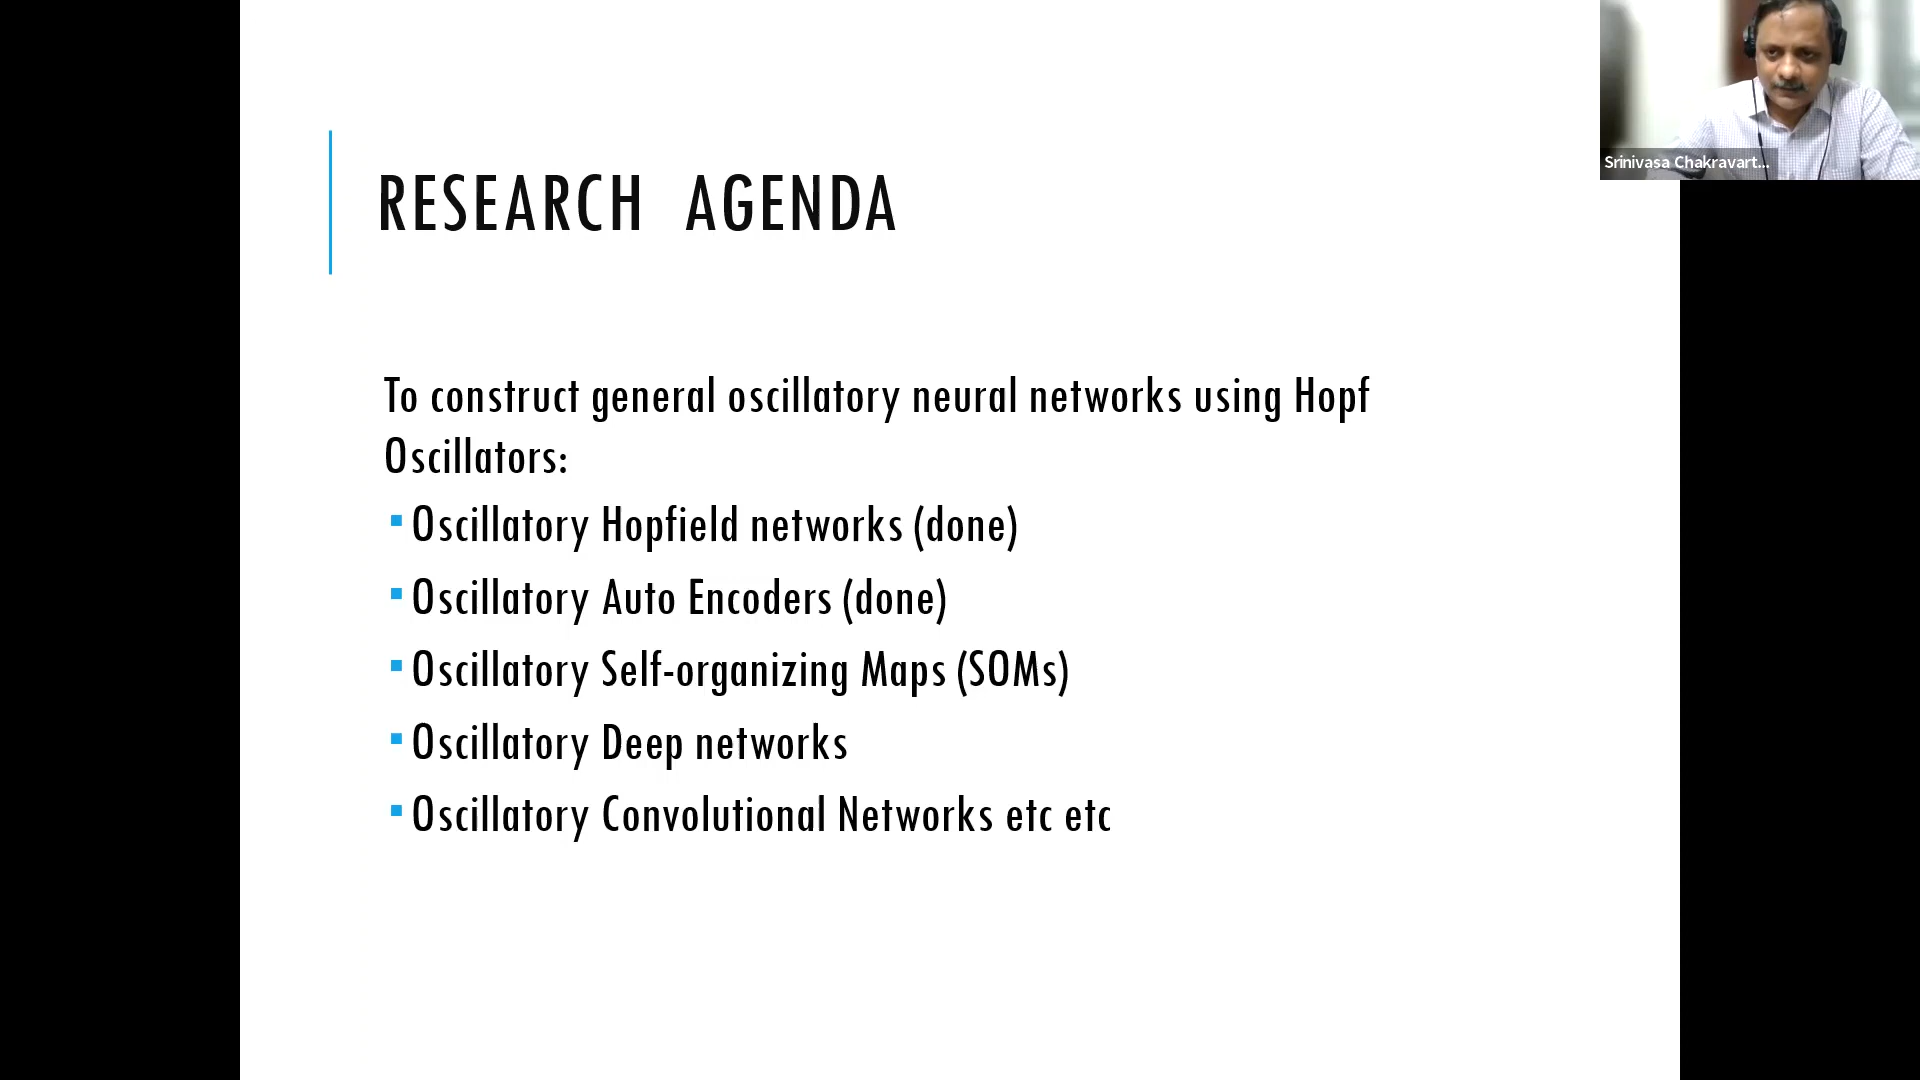 Srinivasa Chakravart...
RESEARCH AGENDA
To construct general oscillatory neural networks using Hopf
Oscillators:
▪ Oscillatory Hopfield networks (done)
▪ Oscillatory Auto Encoders (done)
▪ Oscillatory Self-organizing Maps (SOMs)
▪ Oscillatory Deep networks
▪ Oscillatory Convolutional Networks etc etc